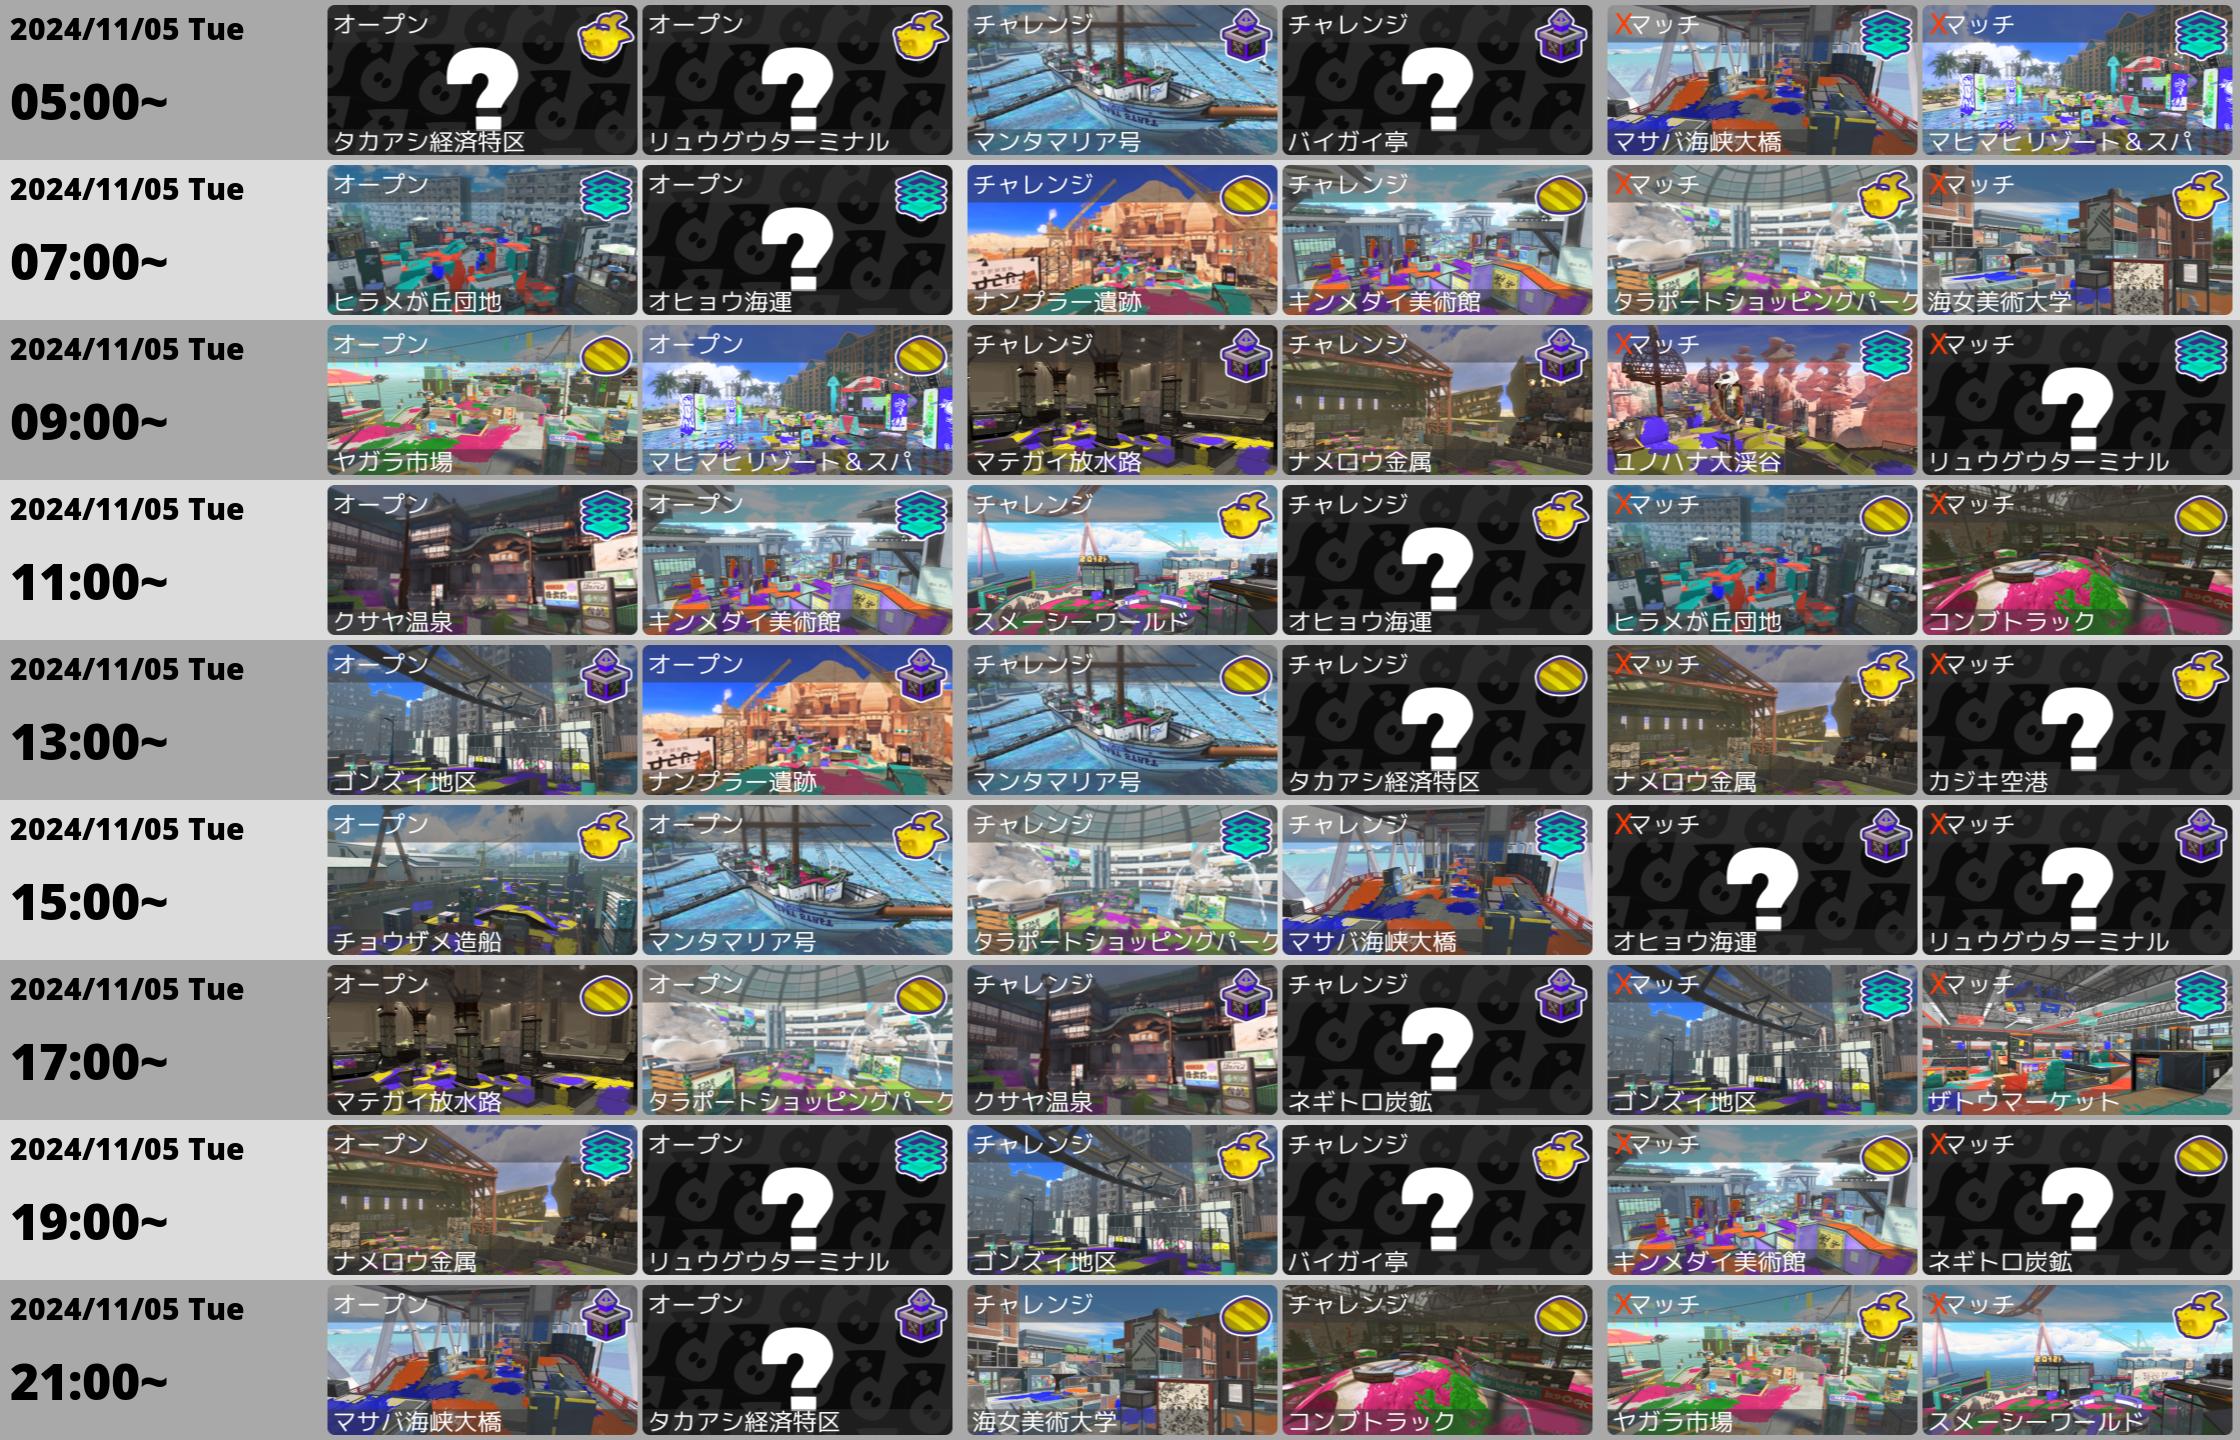 2024/11/05 Tue
05:00~
オープン
タカアシ経済特区
オープン
リュウグウターミナル
チャレンジ
マンタマリア号
チャレンジ
バイガイ亭
Xマッチ
マサバ海峡大橋
Xマッチ
マヒマヒリゾート&スパ
2024/11/05 Tue
07:00~
オープン
ヒラメが丘団地
オープン
オヒョウ海運
チャレンジ
ナンプラー遺跡
チャレンジ
キンメダイ美術館
Xマッチ
タラポートショッピングパーク
Xマッチ
海女美術大学
2024/11/05 Tue
09:00~
オープン
ヤガラ市場
オープン
マヒマヒリゾート&スパ
チャレンジ
マテガイ放水路
チャレンジ
ナメロウ金属
Xマッチ
ユノハナ大渓谷
Xマッチ
リュウグウターミナル
2024/11/05 Tue
11:00~
オープン
クサヤ温泉
オープン
キンメダイ美術館
チャレンジ
スメーシーワールド
チャレンジ
オヒョウ海運
Xマッチ
ヒラメが丘団地
Xマッチ
コンブトラック
2024/11/05 Tue
13:00~
オープン
ゴンズイ地区
オープン
ナンプラー遺跡
チャレンジ
マンタマリア号
チャレンジ
タカアシ経済特区
Xマッチ
ナメロウ金属
Xマッチ
カジキ空港
2024/11/05 Tue
15:00~
オープン
チョウザメ造船
オープン
マンタマリア号
チャレンジ
タラポートショッピングパーク
チャレンジ
マサバ海峡大橋
Xマッチ
オヒョウ海運
Xマッチ
リュウグウターミナル
2024/11/05 Tue
17:00~
オープン
マテガイ放水路
オープン
タラポートショッピングパーク
チャレンジ
クサヤ温泉
チャレンジ
ネギトロ炭鉱
Xマッチ
ゴンズイ地区
Xマッチ
ザトウマーケット
2024/11/05 Tue
19:00~
オープン
ナメロウ金属
オープン
リュウグウターミナル
チャレンジ
ゴンズイ地区
チャレンジ
バイガイ亭
Xマッチ
キンメダイ美術館
Xマッチ
ネギトロ炭鉱
2024/11/05 Tue
21:00~
オープン
マサバ海峡大橋
オープン
タカアシ経済特区
チャレンジ
海女美術大学
チャレンジ
コンブトラック
Xマッチ
ヤガラ市場
Xマッチ
スメーシーワールド